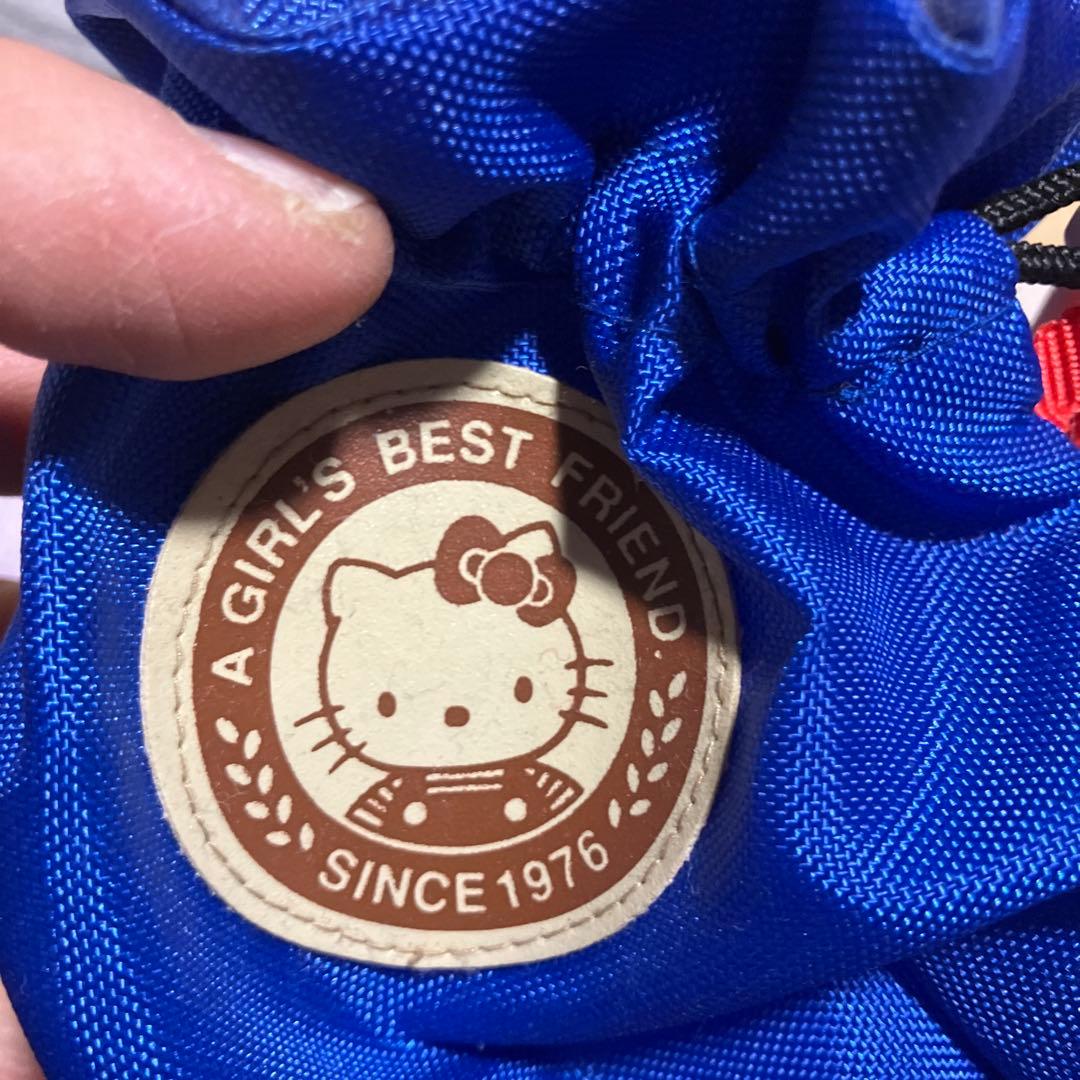 A GIRL'S BEST FRIEND.
SINCE 1976